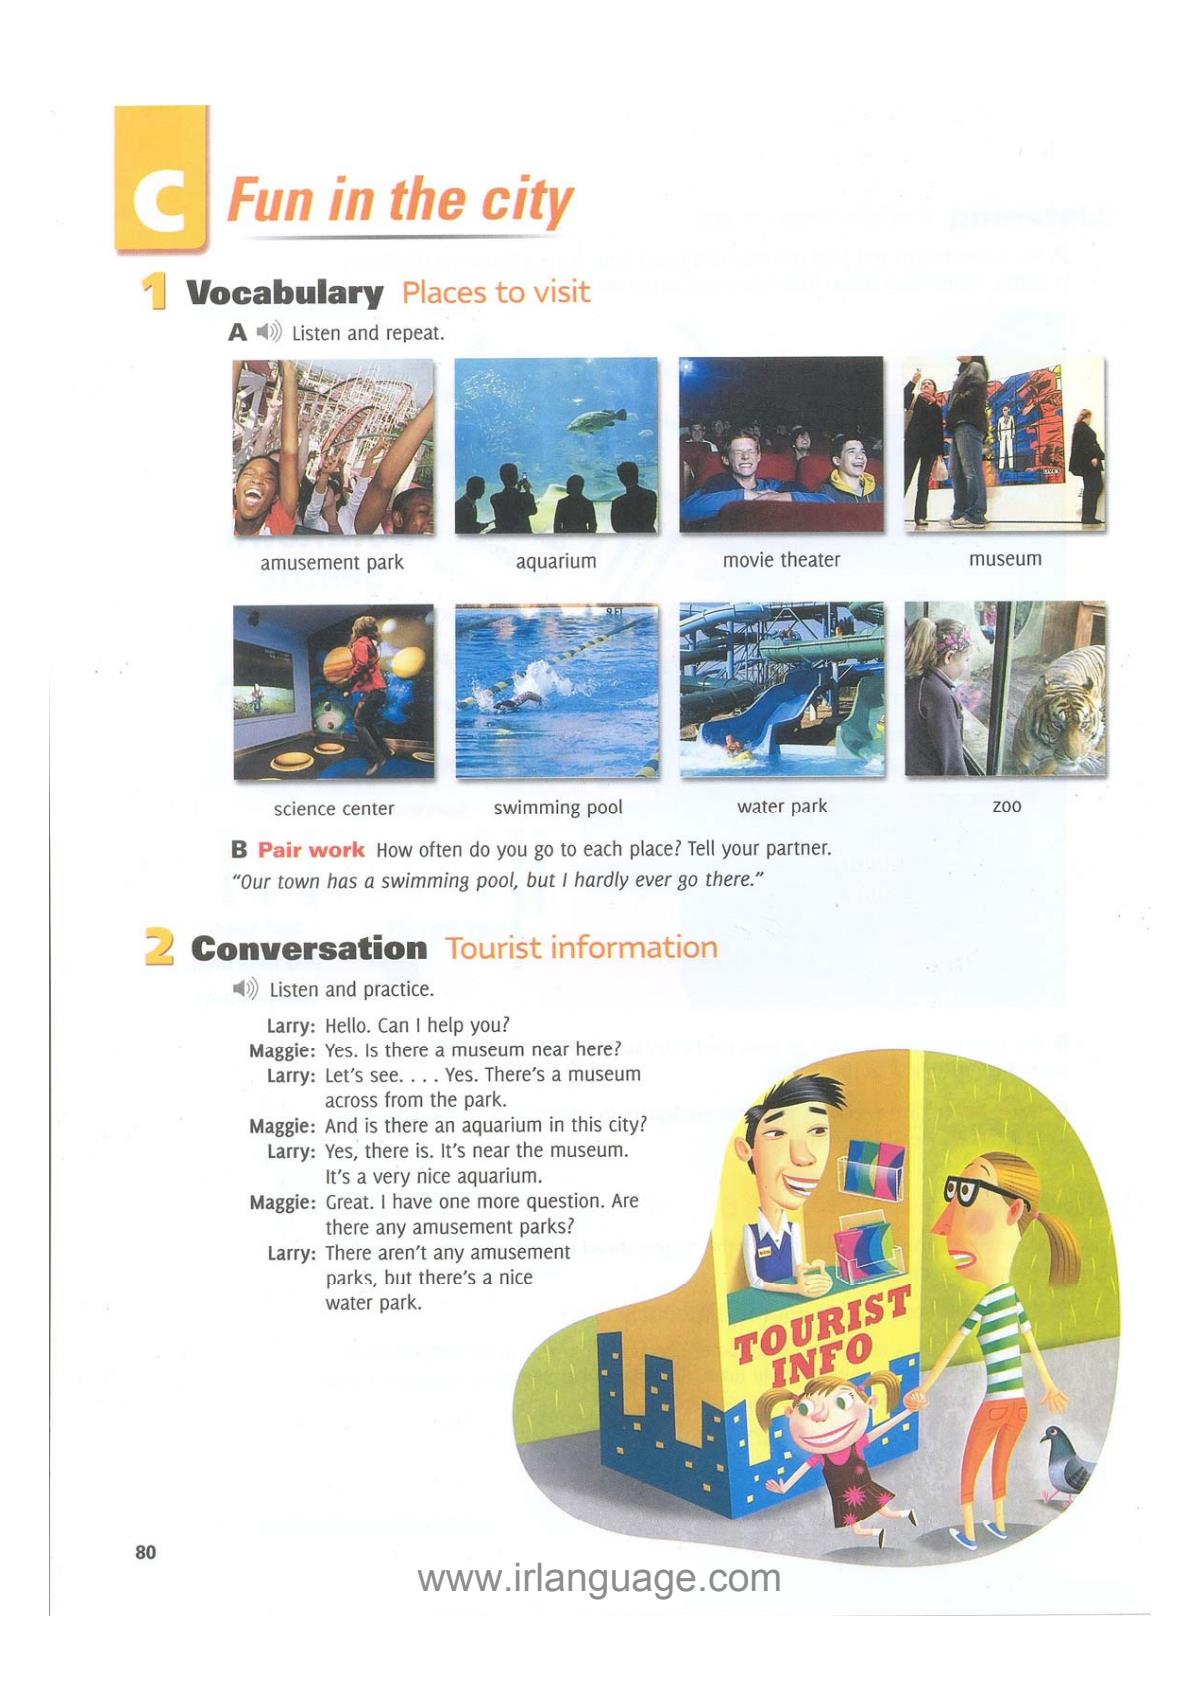 C Fun in the city
1 Vocabulary Places to visit
A Listen and repeat.
amusement park
aquarium
movie theater
museum
9 FT
science center
swimming pool
water park
zoo
B Pair work How often do you go to each place? Tell your partner.
“Our town has a swimming pool, but I hardly ever go there.”
2 Conversation Tourist information
Listen and practice.
Larry: Hello. Can I help you?
Maggie: Yes. Is there a museum near here?
Larry: Let’s see. . . . Yes. There’s a museum
across from the park.
Maggie: And is there an aquarium in this city?
Larry: Yes, there is. It’s near the museum.
It’s a very nice aquarium.
Maggie: Great. I have one more question. Are
there any amusement parks?
Larry: There aren’t any amusement
parks, but there’s a nice
water park.
TOURIST
INFO
80
www.irlanguage.com